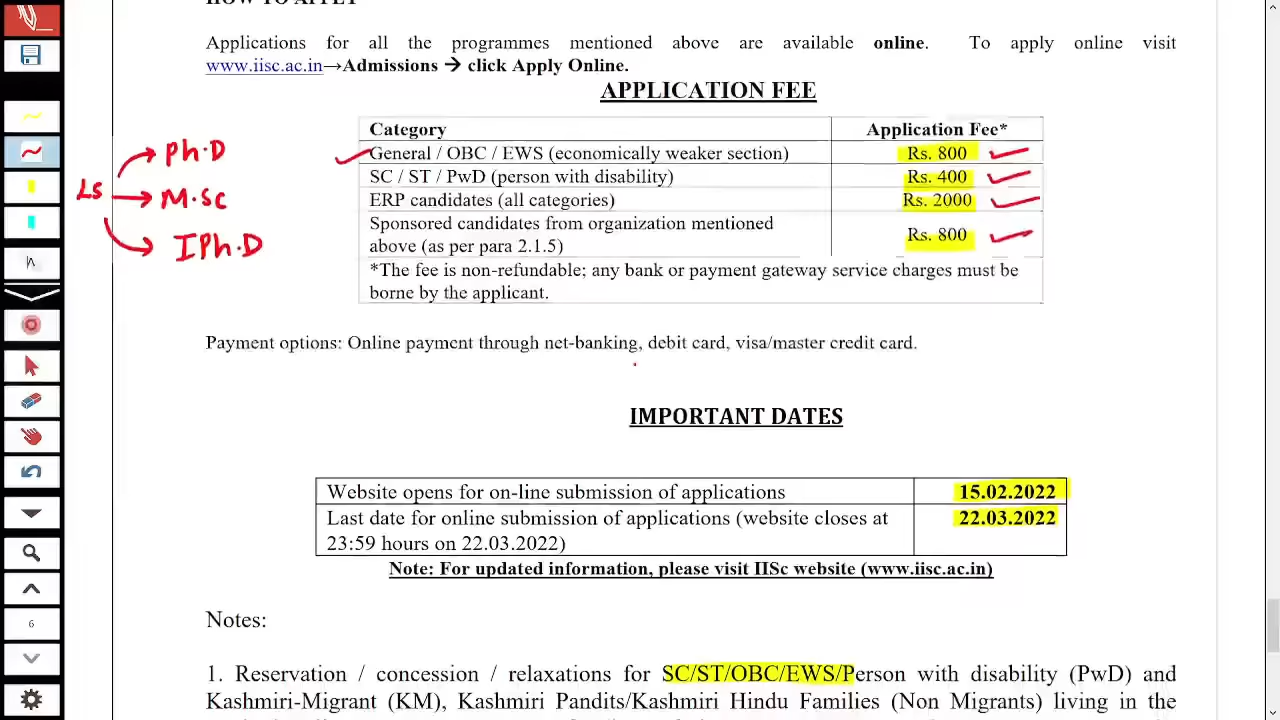 HOW TO APPLY
Applications for all the programmes mentioned above are available online. To apply online visit
www.iisc.ac.in→Admissions → click Apply Online.
APPLICATION FEE
Category Application Fee*
General / OBC / EWS (economically weaker section) Rs. 800
SC / ST / PwD (person with disability) Rs. 400
ERP candidates (all categories) Rs. 2000
Sponsored candidates from organization mentioned
above (as per para 2.1.5) Rs. 800
*The fee is non-refundable; any bank or payment gateway service charges must be
borne by the applicant.
Ls
Ph.D
M.Sc
IPh.D
Payment options: Online payment through net-banking, debit card, visa/master credit card.
IMPORTANT DATES
Website opens for on-line submission of applications 15.02.2022
Last date for online submission of applications (website closes at 22.03.2022
23:59 hours on 22.03.2022)
Note: For updated information, please visit IISc website (www.iisc.ac.in)
Notes:
1. Reservation / concession / relaxations for SC/ST/OBC/EWS/Person with disability (PwD) and
Kashmiri-Migrant (KM), Kashmiri Pandits/Kashmiri Hindu Families (Non Migrants) living in the
6